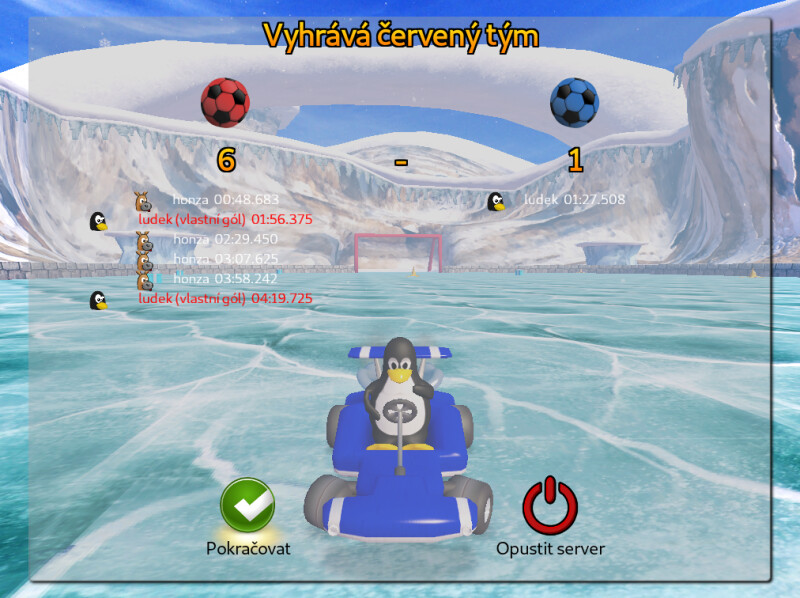 Vyhrává červený tým
6 - 1
honza 00:48.683
ludek (vlastní gól) 01:56.375
honza 02:29.450
honza 03:07.625
honza 03:58.242
ludek (vlastní gól) 04:19.725
ludek 01:27.508
Pokračovat
Opustit server